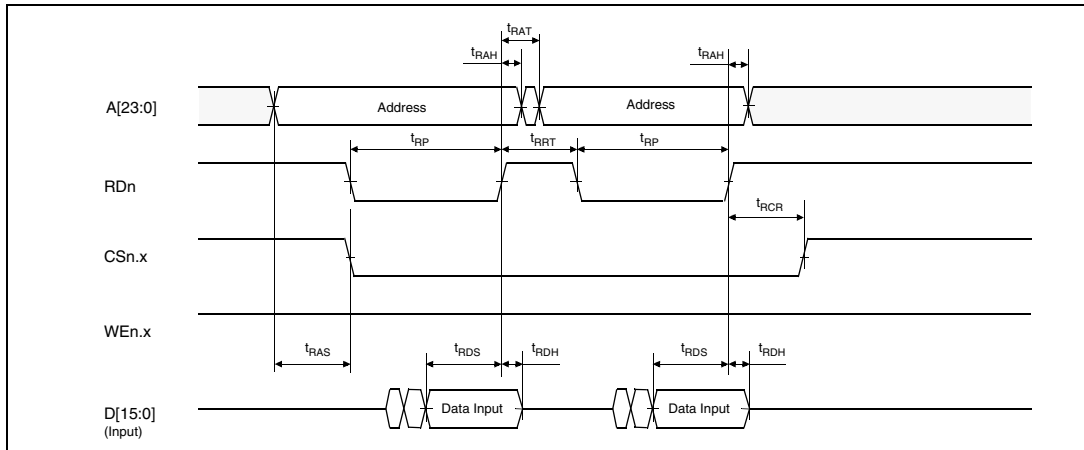 tRAT
tRAH
tRAH
A[23:0]
Address
Address
tRP
tRRT
tRP
RDn
tRCR
CSn.x
WEn.x
tRAS
tRDS
tRDH
tRDS
tRDH
D[15:0]
Data Input
Data Input
(Input)